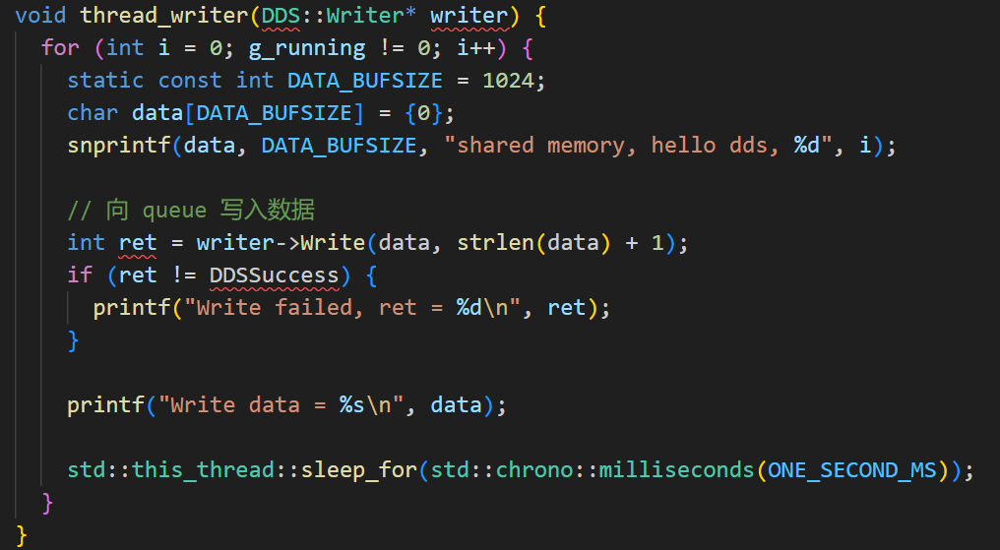 void thread_writer(DDS::Writer* writer) {
  for (int i = 0; g_running != 0; i++) {
    static const int DATA_BUFSIZE = 1024;
    char data[DATA_BUFSIZE] = {0};
    snprintf(data, DATA_BUFSIZE, "shared memory, hello dds, %d", i);

    // 向 queue 写入数据
    int ret = writer->Write(data, strlen(data) + 1);
    if (ret != DDSSuccess) {
      printf("Write failed, ret = %d\n", ret);
    }

    printf("Write data = %s\n", data);

    std::this_thread::sleep_for(std::chrono::milliseconds(ONE_SECOND_MS));
  }
}